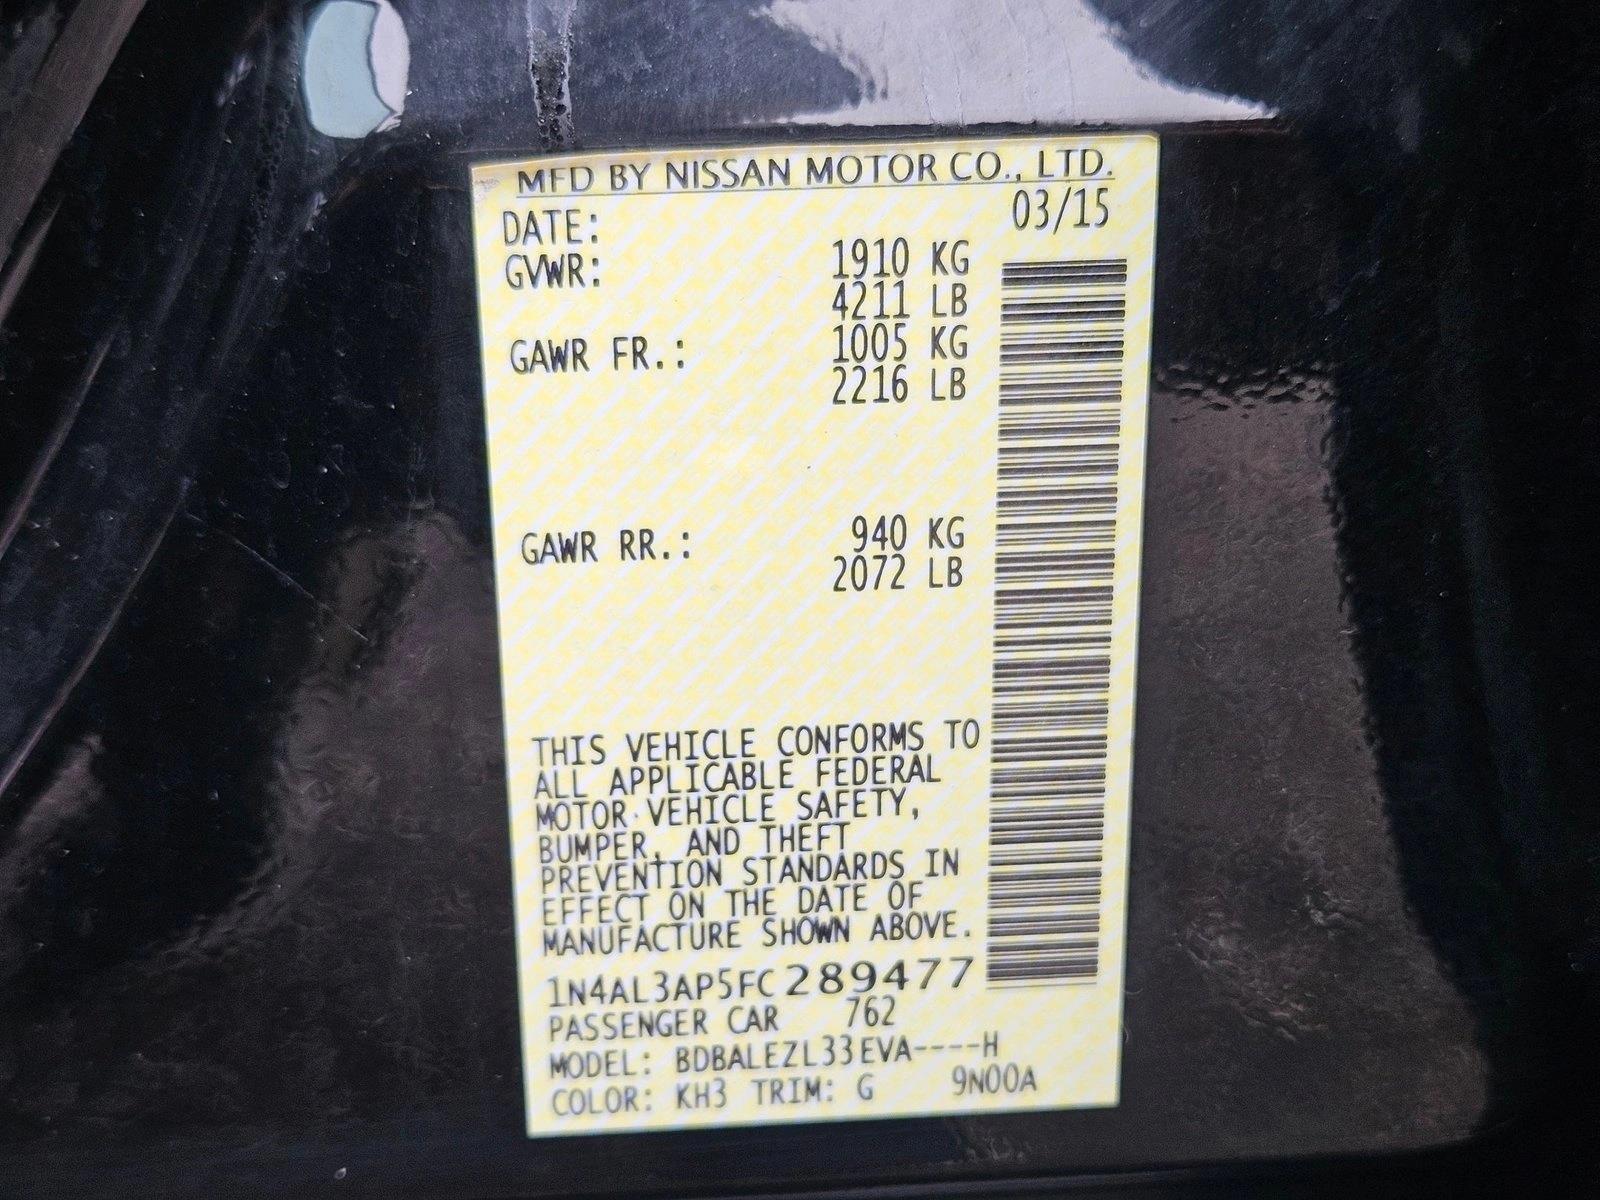 MFD BY NISSAN MOTOR CO., LTD.
DATE: 03/15
GVWR: 1910 KG
4211 LB
GAWR FR.: 1005 KG
2216 LB
GAWR RR.: 940 KG
2072 LB
THIS VEHICLE CONFORMS TO
ALL APPLICABLE FEDERAL
MOTOR VEHICLE SAFETY,
BUMPER, AND THEFT
PREVENTION STANDARDS IN
EFFECT ON THE DATE OF
MANUFACTURE SHOWN ABOVE.
1N4AL3AP5FC289477
PASSENGER CAR 762
MODEL: BDBALEZL33EVA----H
COLOR: KH3 TRIM: G 9N00A